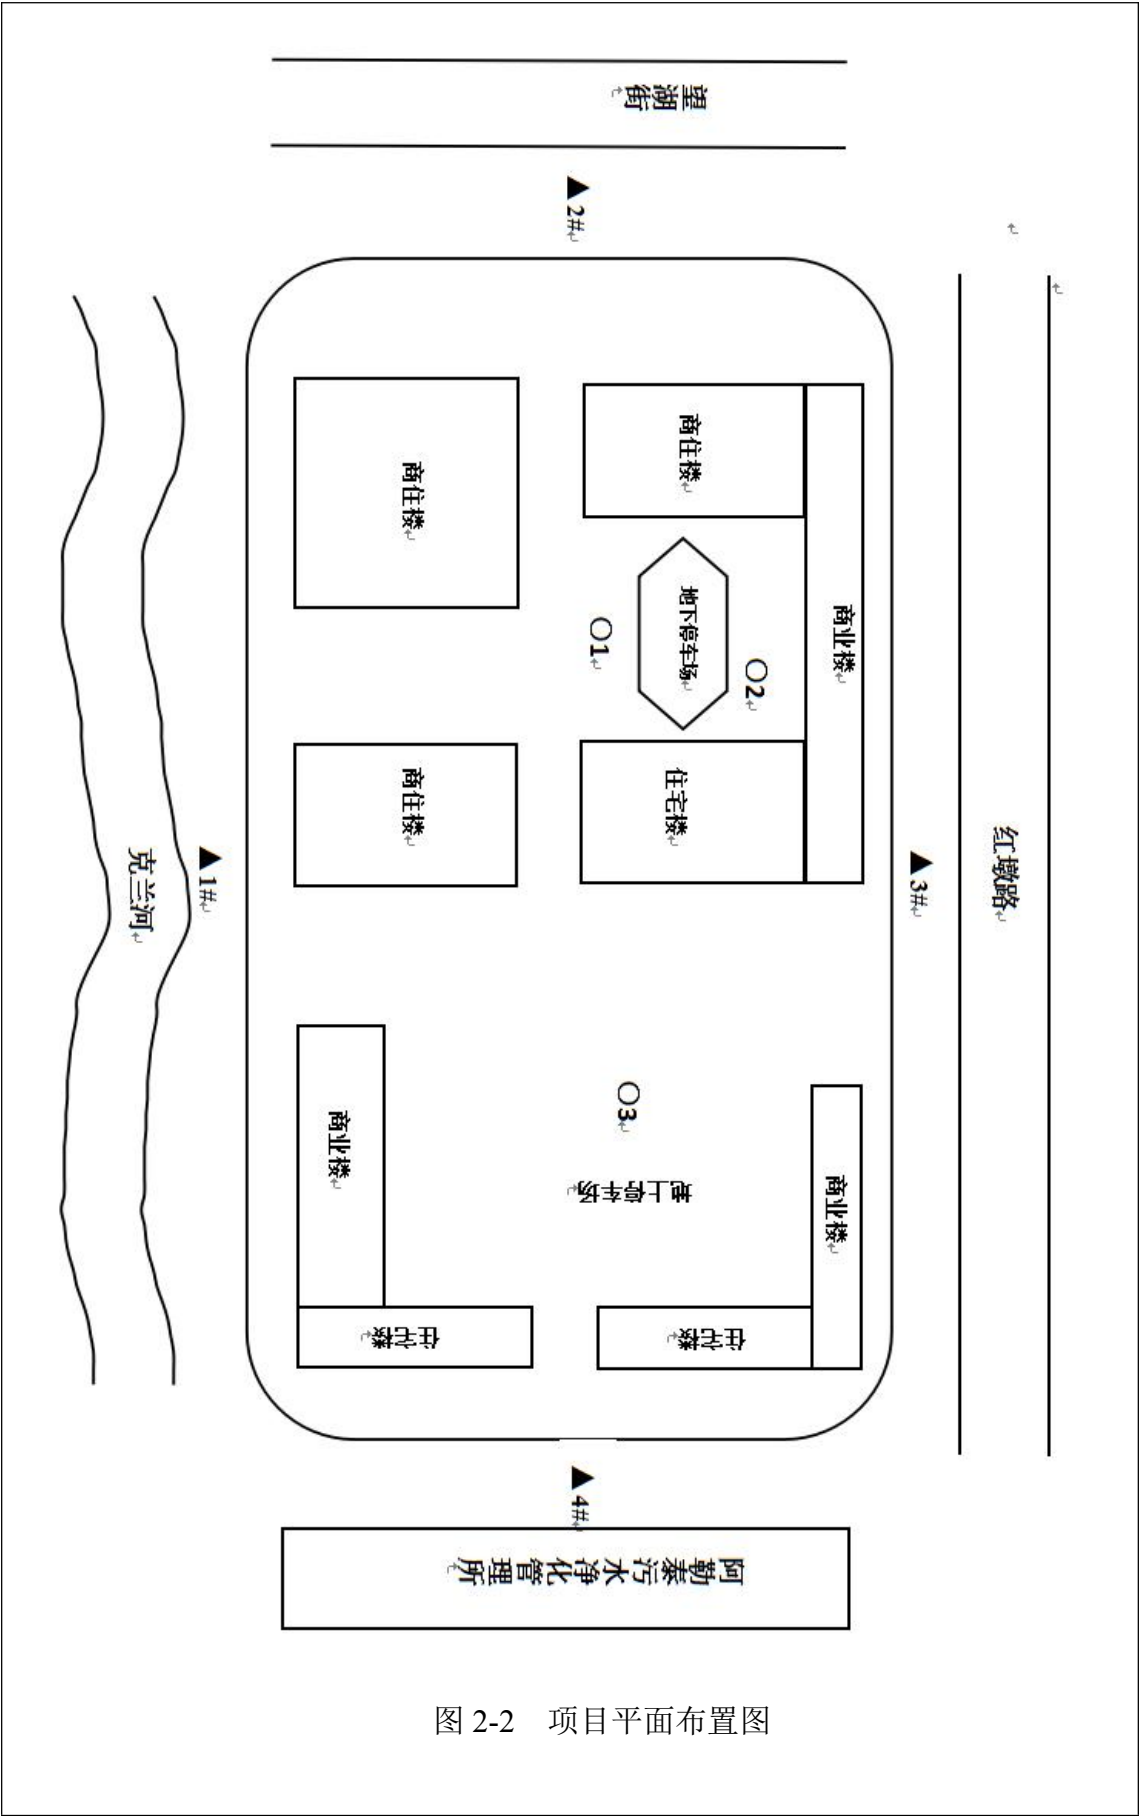 望湖街
▲2#
商住楼
商住楼
商业楼
地下停车场
○1
○2
商住楼
住宅楼
▲1#
克兰河
▲3#
红墩路
○3
商业楼
地上停车场
商业楼
住宅楼
住宅楼
▲4#
阿勒泰污水净化管理所
图 2-2 项目平面布置图